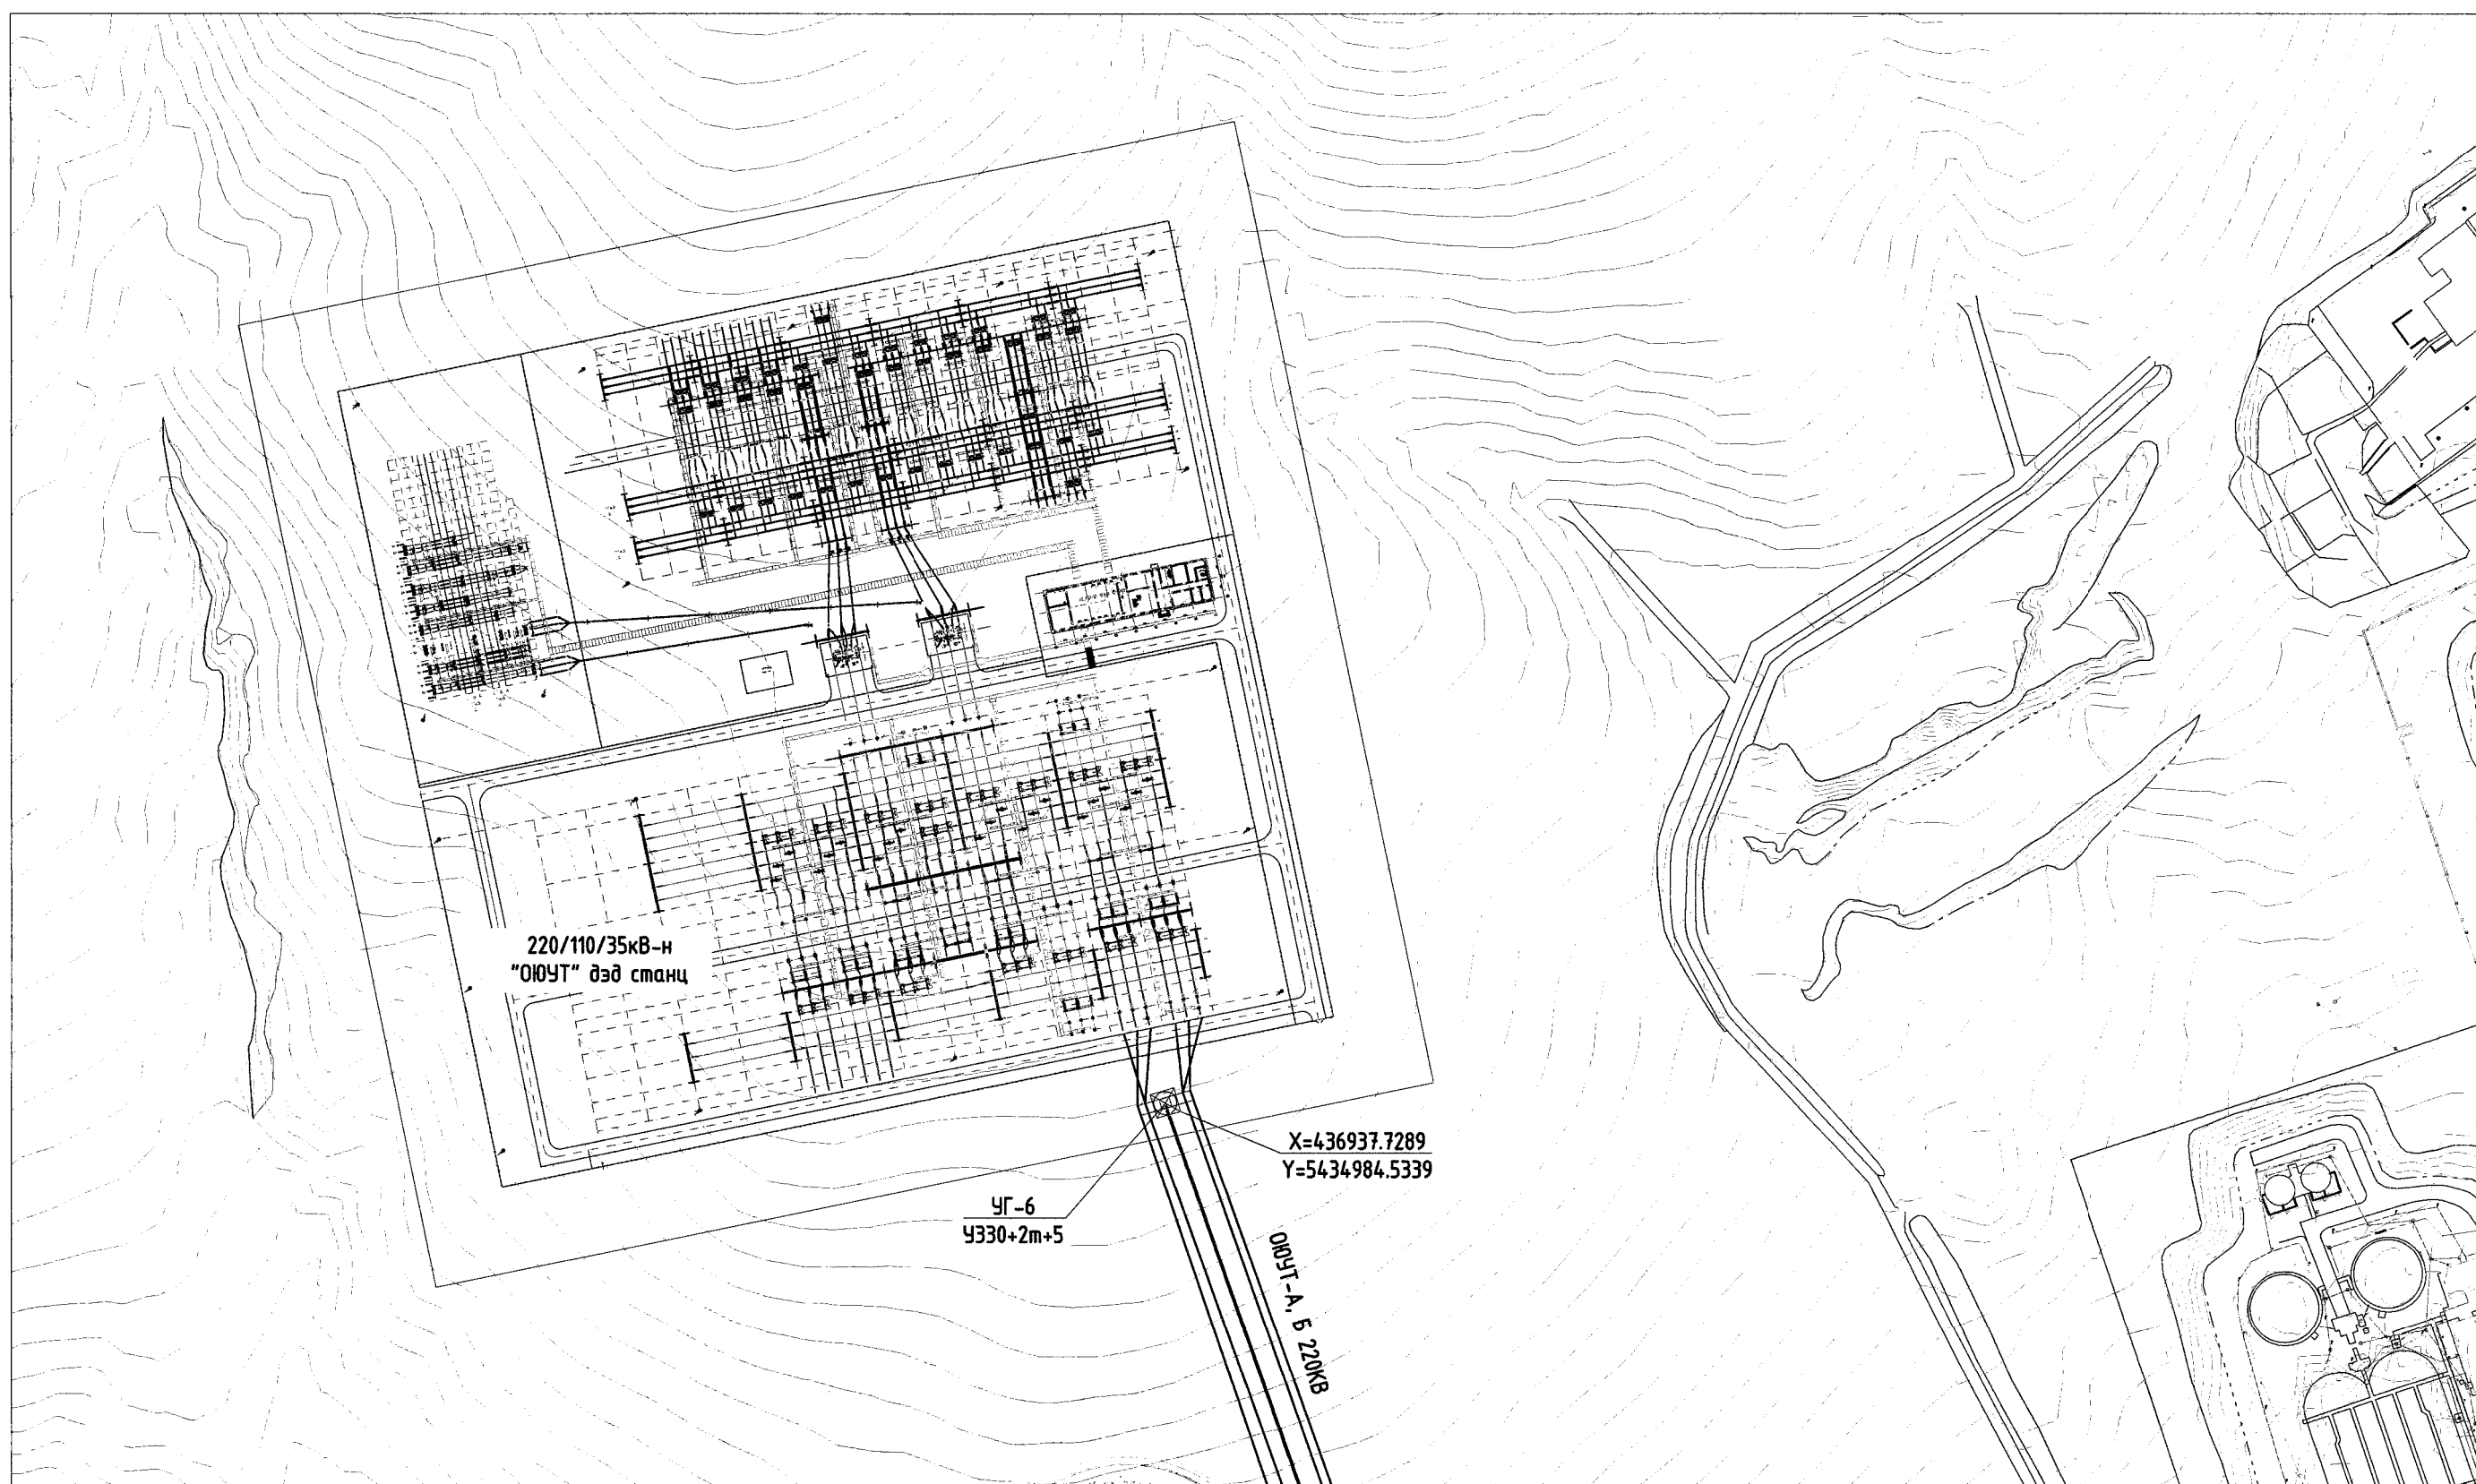 220/110/35кВ-н
"ОЮУТ" дэд станц
X=436937.7289
Y=5434984.5339
УГ-6
У330+2т+5
ОЮУТ-А, Б 220КВ